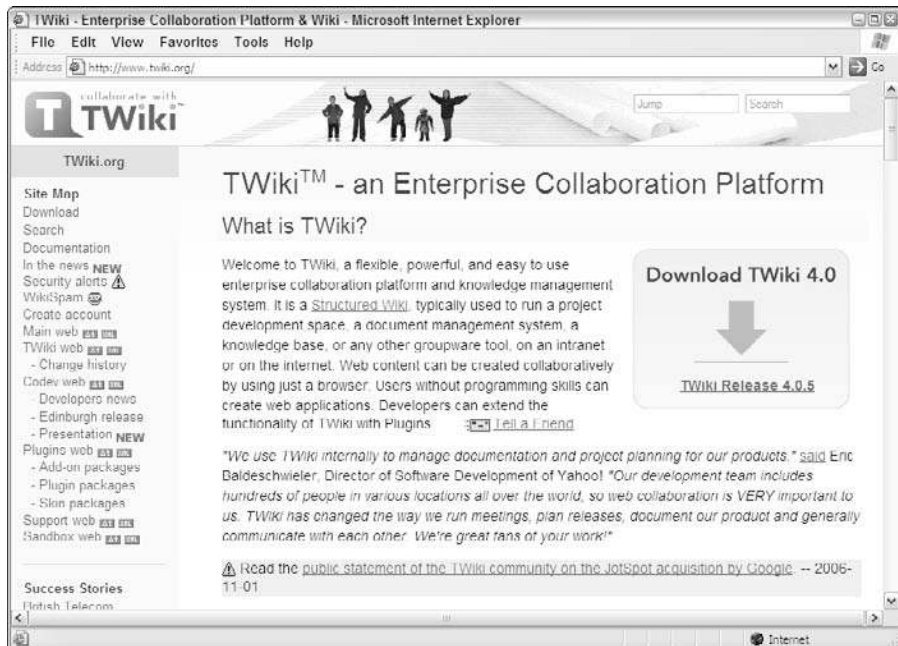 TWiki - Enterprise Collaboration Platform & Wiki - Microsoft Internet Explorer
File Edit View Favorites Tools Help
Address http://www.twiki.org/ Go
collaborate with
TWiki™
Jump Search
TWiki.org
Site Map
Download
Search
Documentation
In the news NEW
Security alerts
WikiSpam
Create account
Main web
TWiki web
- Change history
Codev web
- Developers news
- Edinburgh release
- Presentation NEW
Plugins web
- Add-on packages
- Plugin packages
- Skin packages
Support web
Sandbox web
Success Stories
British Telecom
TWiki™ - an Enterprise Collaboration Platform
What is TWiki?
Welcome to TWiki, a flexible, powerful, and easy to use
enterprise collaboration platform and knowledge management
system. It is a Structured Wiki, typically used to run a project
development space, a document management system, a
knowledge base, or any other groupware tool, on an intranet
or on the internet. Web content can be created collaboratively
by using just a browser. Users without programming skills can
create web applications. Developers can extend the
functionality of TWiki with Plugins Tell a Friend
Download TWiki 4.0
TWiki Release 4.0.5
"We use TWiki internally to manage documentation and project planning for our products." said Eric
Baldeschwieler, Director of Software Development of Yahoo! "Our development team includes
hundreds of people in various locations all over the world, so web collaboration is VERY important to
us. TWiki has changed the way we run meetings, plan releases, document our product and generally
communicate with each other. We're great fans of your work!"
Read the public statement of the TWiki community on the JotSpot acquisition by Google. -- 2006-
11-01
Internet